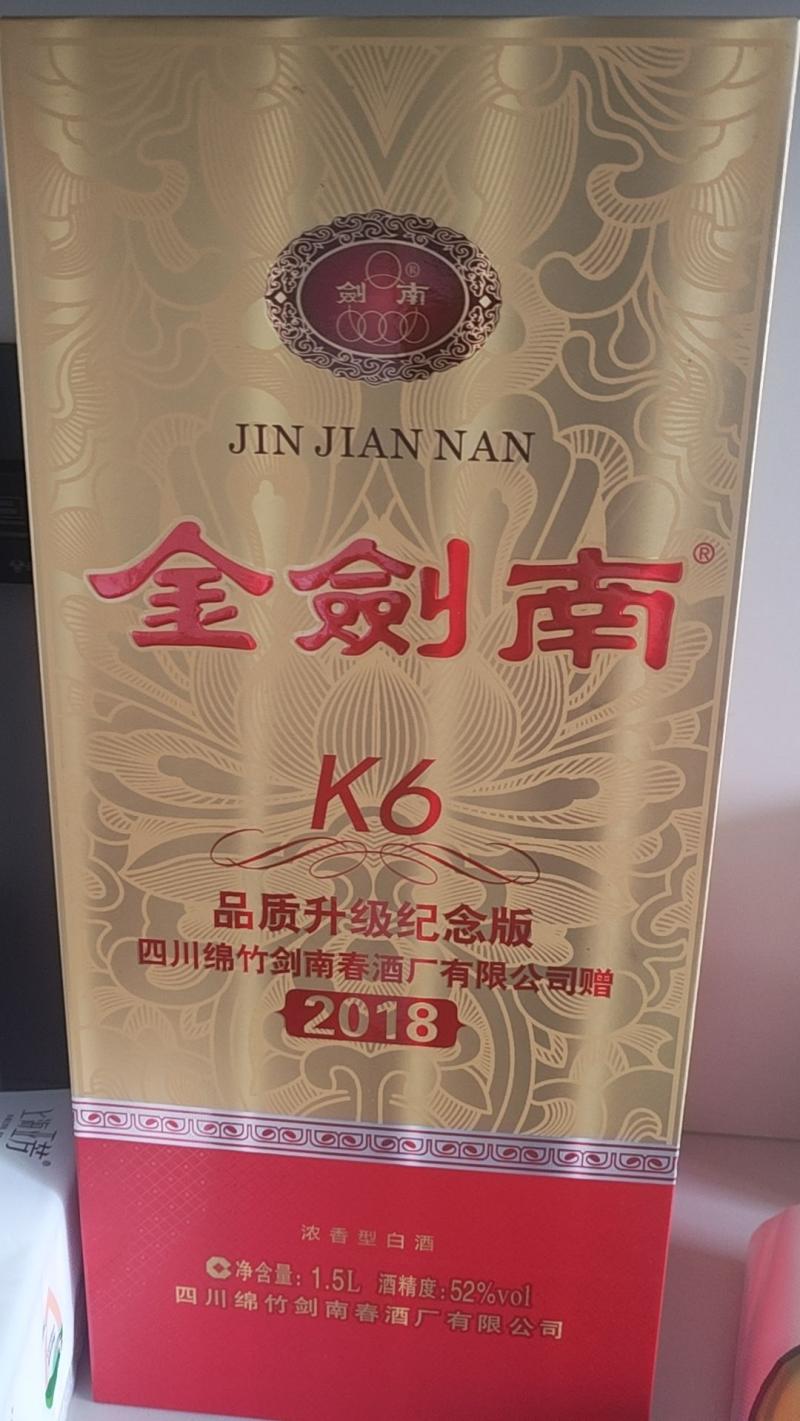 劍南®
JIN JIAN NAN
金劍南®
K6
品质升级纪念版
四川绵竹剑南春酒厂有限公司赠
2018
浓香型白酒
净含量：1.5L 酒精度：52%vol
四川绵竹剑南春酒厂有限公司